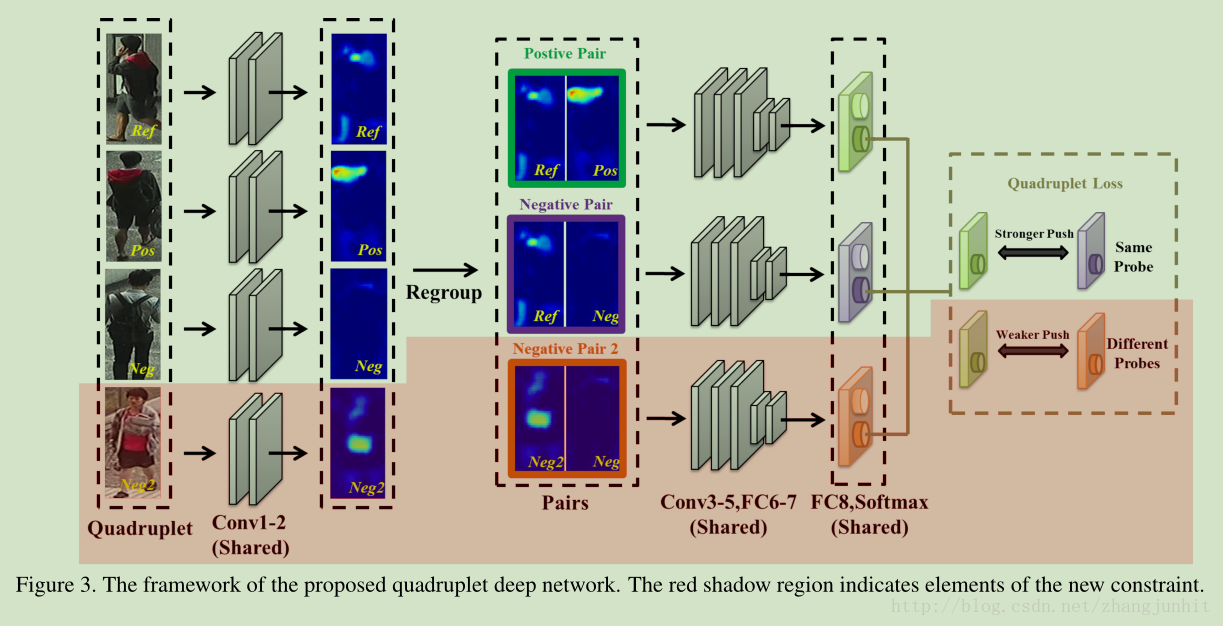 Ref
Pos
Neg
Neg2
Quadruplet
Conv1-2
(Shared)
Ref
Pos
Neg
Neg2
Regroup
Postive Pair
Ref Pos
Negative Pair
Ref Neg
Negative Pair 2
Neg2 Neg
Pairs
Conv3-5,FC6-7
(Shared)
FC8,Softmax
(Shared)
Quadruplet Loss
Stronger Push
Same
Probe
Weaker Push
Different
Probes
Figure 3. The framework of the proposed quadruplet deep network. The red shadow region indicates elements of the new constraint.
http://blog.csdn.net/zhangjunhit